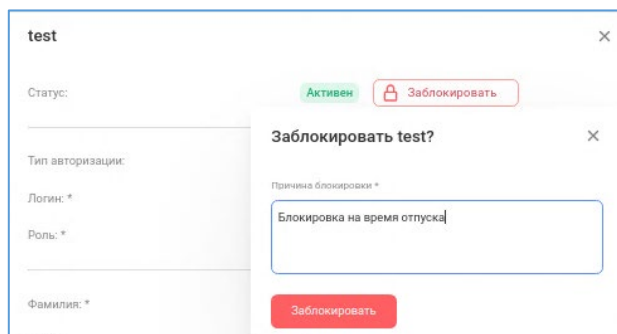 test
Статус:
Активен
Заблокировать
Заблокировать test?
Тип авторизации:
Причина блокировки *
Логин: *
Блокировка на время отпуска
Роль: *
Фамилия: *
Заблокировать